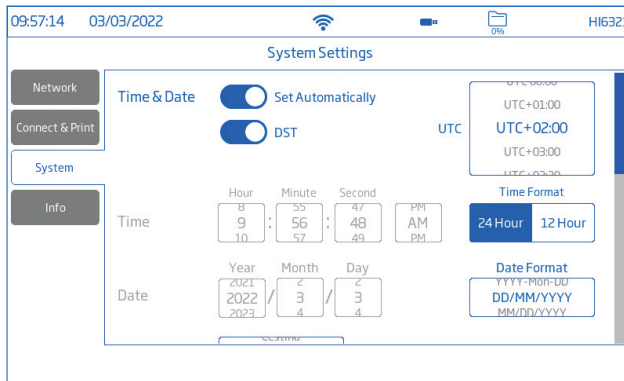 09:57:14 03/03/2022 0% HI632
System Settings
Network
Connect & Print
System
Info
Time & Date Set Automatically
DST
UTC
UTC+01:00
UTC+02:00
UTC+03:00
Hour Minute Second
8 55 47 PM
9 : 56 : 48 AM
10 57 49 PM
Time
Time Format
24 Hour 12 Hour
Year Month Day
2021 2 2
2022 / 3 / 3
2023 4 4
Date
Date Format
YYYY-Mon-DD
DD/MM/YYYY
MM/DD/YYYY